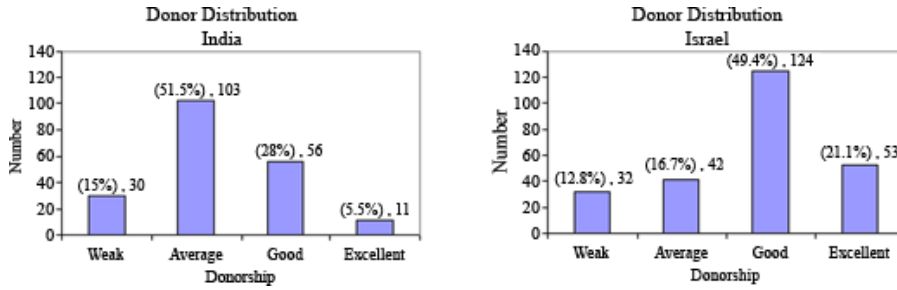 Donor Distribution
India
140
120
100
80
60
40
20
0
Number
(15%) , 30
(51.5%) , 103
(28%) , 56
(5.5%) , 11
Weak Average Good Excellent
Donorship
Donor Distribution
Israel
140
120
100
80
60
40
20
0
Number
(12.8%) , 32
(16.7%) , 42
(49.4%) , 124
(21.1%) , 53
Weak Average Good Excellent
Donorship